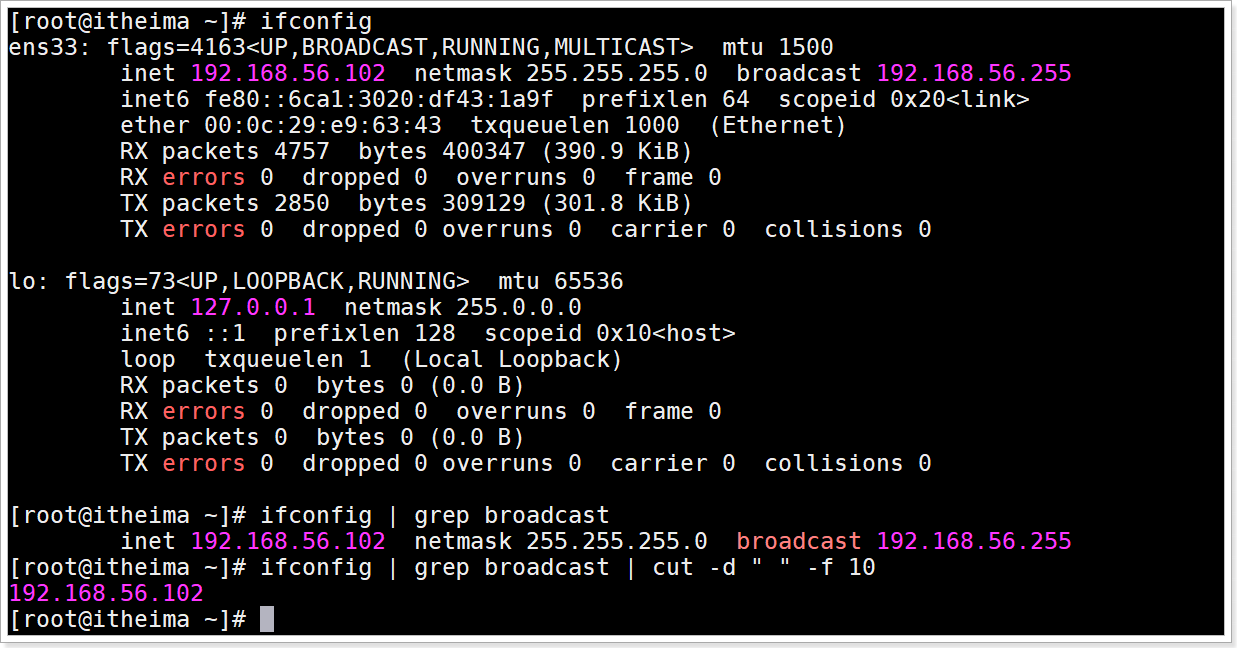 [root@itheima ~]# ifconfig
ens33: flags=4163<UP,BROADCAST,RUNNING,MULTICAST>  mtu 1500
        inet 192.168.56.102  netmask 255.255.255.0  broadcast 192.168.56.255
        inet6 fe80::6ca1:3020:df43:1a9f  prefixlen 64  scopeid 0x20<link>
        ether 00:0c:29:e9:63:43  txqueuelen 1000  (Ethernet)
        RX packets 4757  bytes 400347 (390.9 KiB)
        RX errors 0  dropped 0  overruns 0  frame 0
        TX packets 2850  bytes 309129 (301.8 KiB)
        TX errors 0  dropped 0 overruns 0  carrier 0  collisions 0

lo: flags=73<UP,LOOPBACK,RUNNING>  mtu 65536
        inet 127.0.0.1  netmask 255.0.0.0
        inet6 ::1  prefixlen 128  scopeid 0x10<host>
        loop  txqueuelen 1  (Local Loopback)
        RX packets 0  bytes 0 (0.0 B)
        RX errors 0  dropped 0  overruns 0  frame 0
        TX packets 0  bytes 0 (0.0 B)
        TX errors 0  dropped 0 overruns 0  carrier 0  collisions 0

[root@itheima ~]# ifconfig | grep broadcast
        inet 192.168.56.102  netmask 255.255.255.0  broadcast 192.168.56.255
[root@itheima ~]# ifconfig | grep broadcast | cut -d " " -f 10
192.168.56.102
[root@itheima ~]#